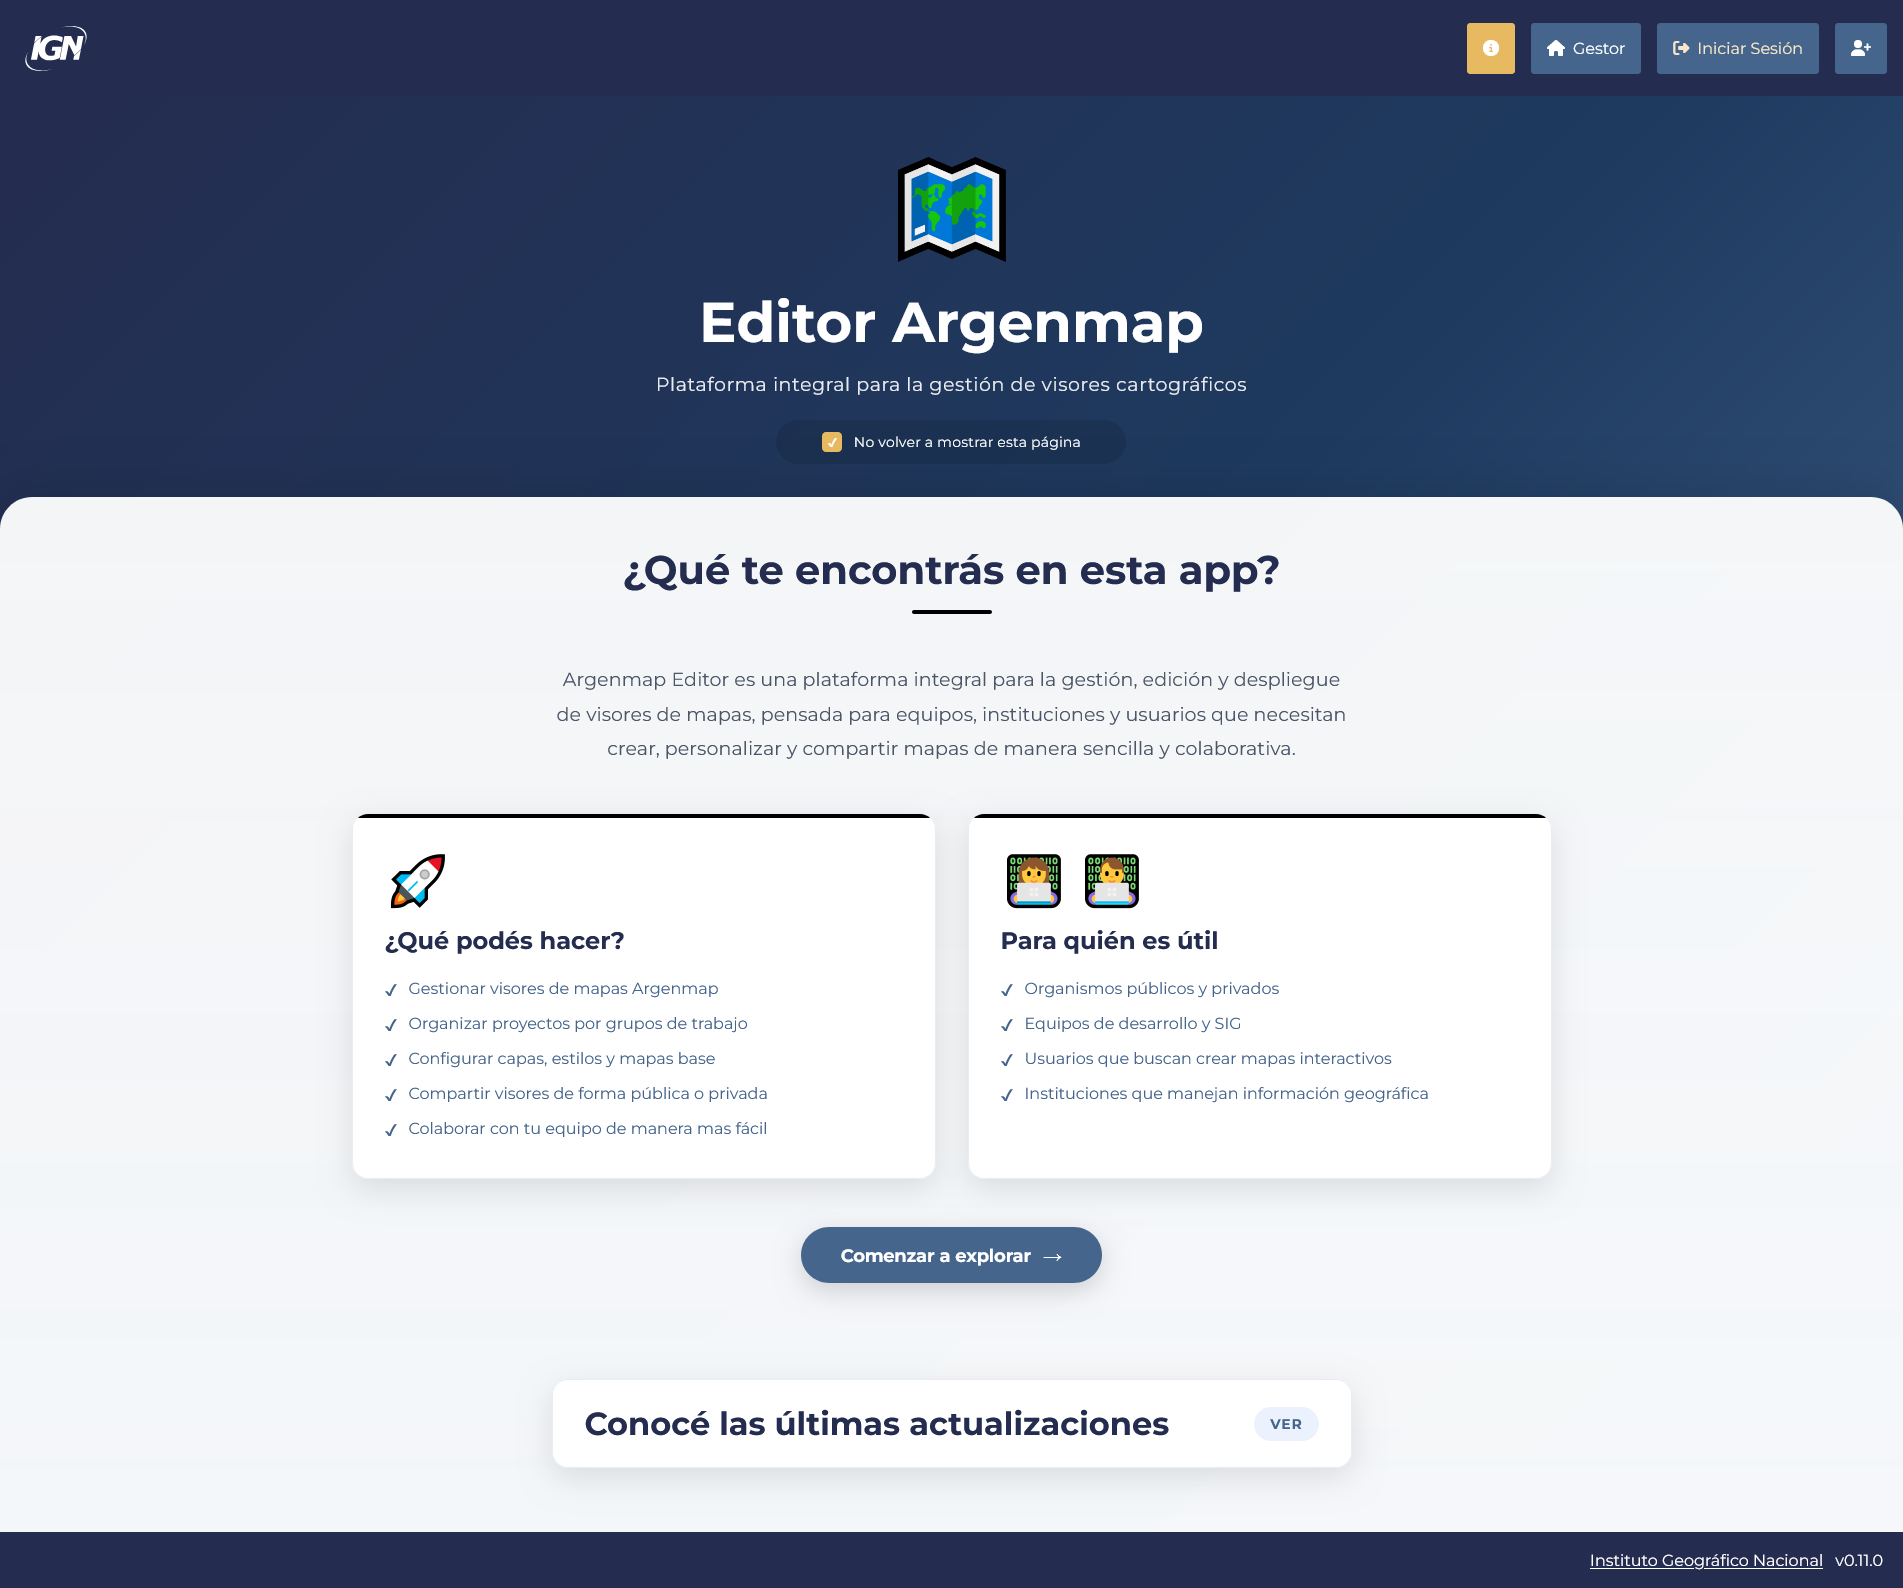 IGN
Gestor
Iniciar Sesión
Editor Argenmap
Plataforma integral para la gestión de visores cartográficos
No volver a mostrar esta página
¿Qué te encontrás en esta app?
Argenmap Editor es una plataforma integral para la gestión, edición y despliegue
de visores de mapas, pensada para equipos, instituciones y usuarios que necesitan
crear, personalizar y compartir mapas de manera sencilla y colaborativa.
¿Qué podés hacer?
Gestionar visores de mapas Argenmap
Organizar proyectos por grupos de trabajo
Configurar capas, estilos y mapas base
Compartir visores de forma pública o privada
Colaborar con tu equipo de manera mas fácil
Para quién es útil
Organismos públicos y privados
Equipos de desarrollo y SIG
Usuarios que buscan crear mapas interactivos
Instituciones que manejan información geográfica
Comenzar a explorar →
Conocé las últimas actualizaciones
VER
Instituto Geográfico Nacional v0.11.0